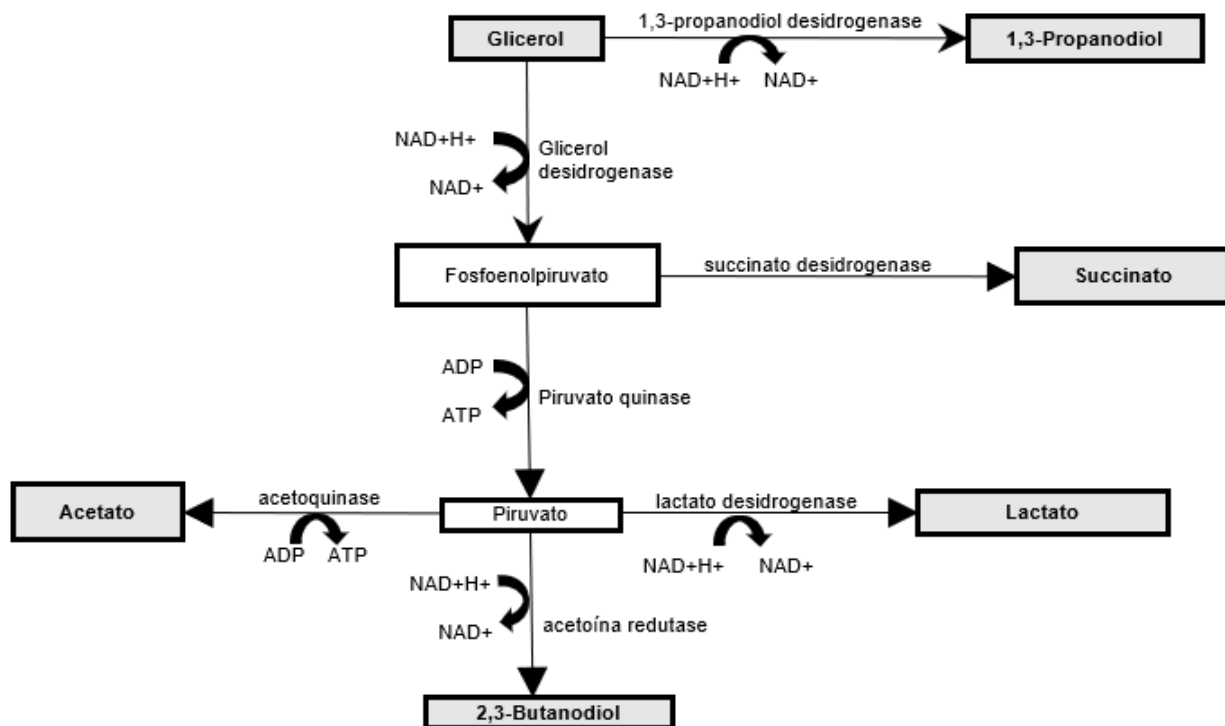 1,3-propanodiol desidrogenase
Glicerol
1,3-Propanodiol
NAD+H+ NAD+
NAD+H+
Glicerol
desidrogenase
NAD+
Fosfoenolpiruvato
succinato desidrogenase
Succinato
ADP
Piruvato quinase
ATP
Acetato
acetoquinase
ADP ATP
Piruvato
lactato desidrogenase
NAD+H+ NAD+
Lactato
NAD+H+
NAD+
acetoína redutase
2,3-Butanodiol